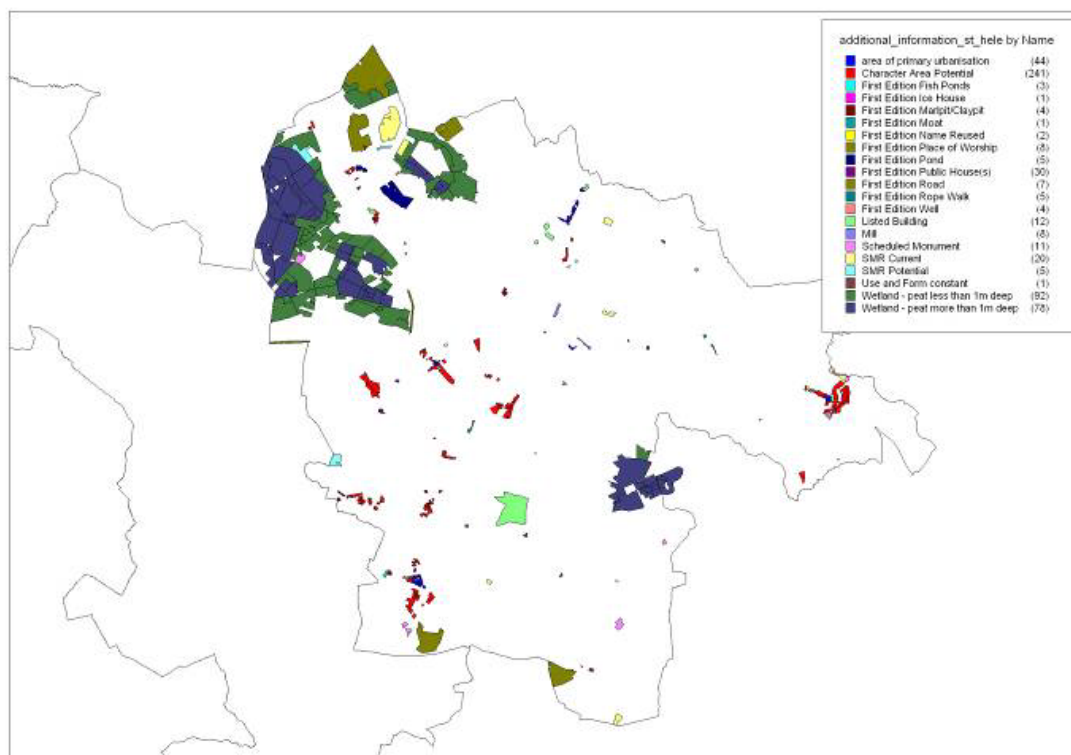 additional_information_st_hele by Name
area of primary urbanisation (44)
Character Area Potential (241)
First Edition Fish Ponds (3)
First Edition Ice House (1)
First Edition Marlpit/Claypit (4)
First Edition Moat (1)
First Edition Name Reused (2)
First Edition Place of Worship (8)
First Edition Pond (5)
First Edition Public House(s) (30)
First Edition Road (7)
First Edition Rope Walk (5)
First Edition Well (4)
Listed Building (12)
Mill (8)
Scheduled Monument (11)
SMR Current (20)
SMR Potential (5)
Use and Form constant (1)
Wetland - peat less than 1m deep (92)
Wetland - peat more than 1m deep (78)